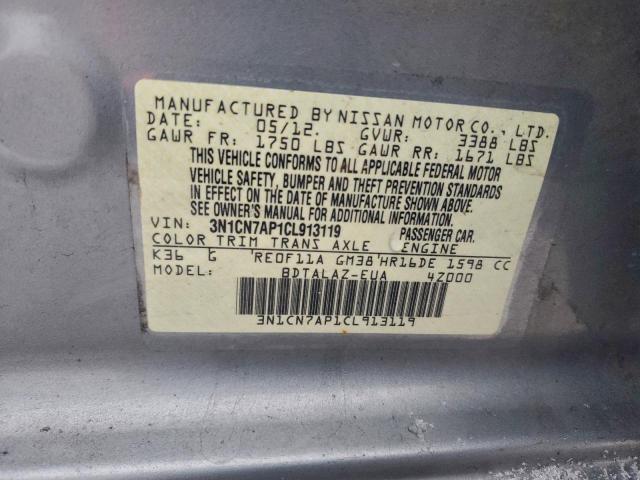 MANUFACTURED BY NISSAN MOTOR CO., LTD.
DATE: 05/12. GVWR: 3388 LBS
GAWR FR: 1750 LBS GAWR RR: 1671 LBS
THIS VEHICLE CONFORMS TO ALL APPLICABLE FEDERAL MOTOR
VEHICLE SAFETY, BUMPER AND THEFT PREVENTION STANDARDS
IN EFFECT ON THE DATE OF MANUFACTURE SHOWN ABOVE.
SEE OWNER'S MANUAL FOR ADDITIONAL INFORMATION
VIN: 3N1CN7AP1CL913119 PASSENGER CAR.
COLOR TRIM TRANS AXLE ENGINE
K36 G 'RE0F11A GM38 'HR16DE 1598 CC
MODEL: BDTALAZ-EUA 42000
3N1CN7AP1CL913119